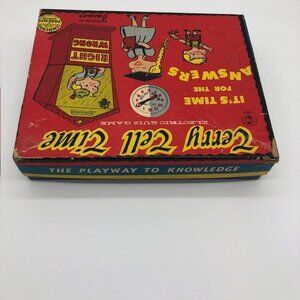 IT'S TIME
FOR THE
ANSWERS
RIGHT
WRONG
ELECTRIC QUIZ GAME
Terry Tell Time
THE PLAYWAY TO KNOWLEDGE